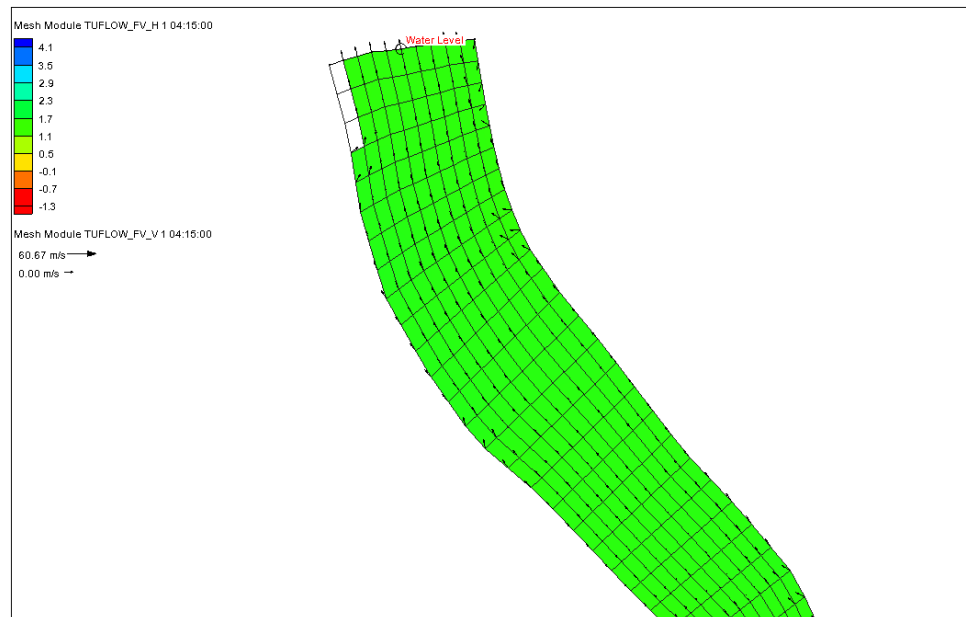 Mesh Module TUFLOW_FV_H 1 04:15:00
4.1
3.5
2.9
2.3
1.7
1.1
0.5
-0.1
-0.7
-1.3
Mesh Module TUFLOW_FV_V 1 04:15:00
60.67 m/s
0.00 m/s
Water Level